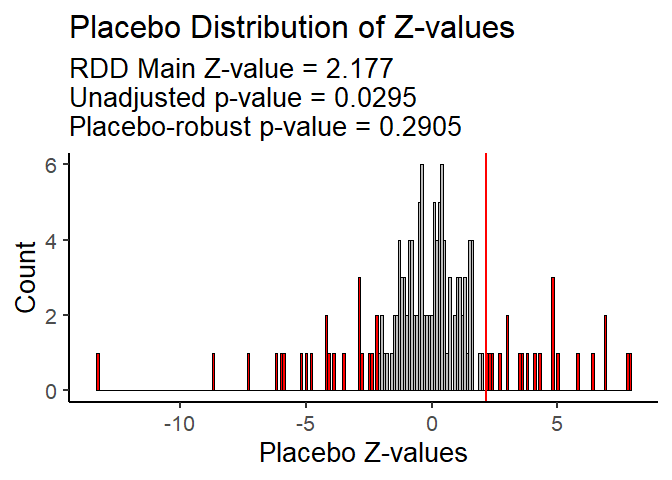 Placebo Distribution of Z-values
RDD Main Z-value = 2.177
Unadjusted p-value = 0.0295
Placebo-robust p-value = 0.2905
6
4
2
0
Count
-10
-5
0
5
Placebo Z-values